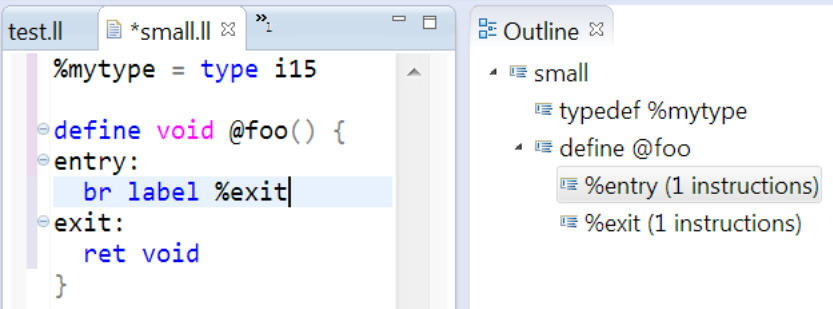 test.ll *small.ll »1
%mytype = type i15
define void @foo() {
entry:
br label %exit
exit:
ret void
}
Outline
small
typedef %mytype
define @foo
%entry (1 instructions)
%exit (1 instructions)